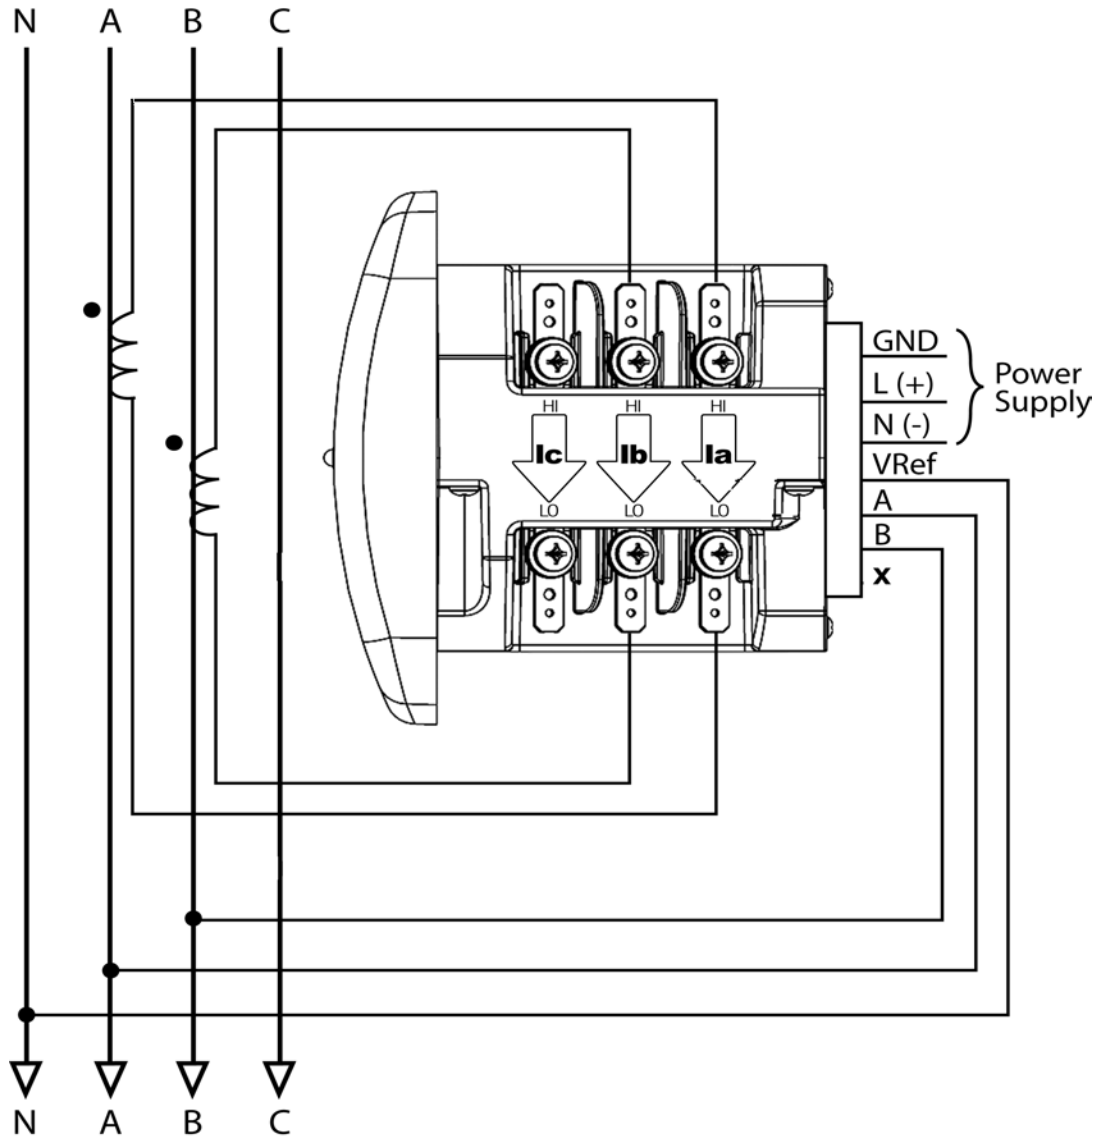 N A B C
GND
L (+)
N (-)
Power
Supply
VRef
A
B
x
HI HI HI
Ic Ib Ia
LO LO LO
N A B C